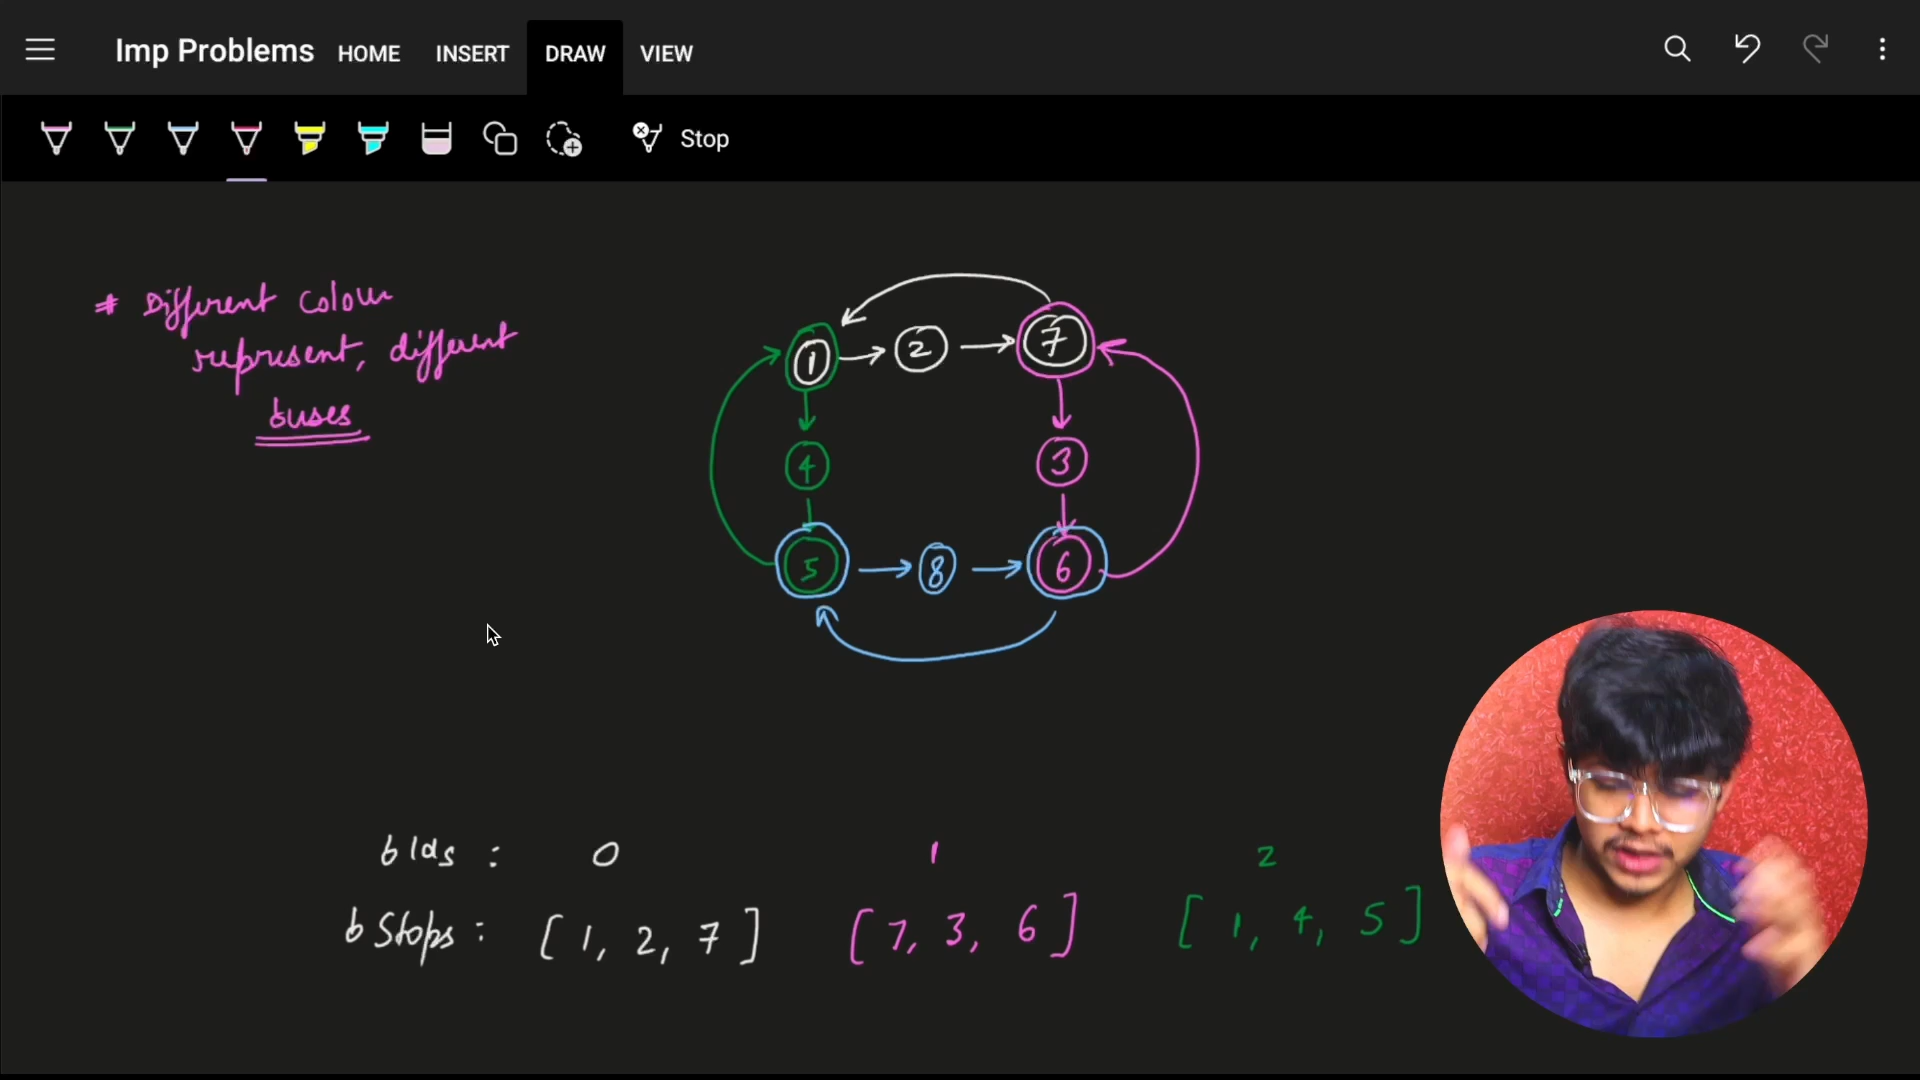 Imp Problems HOME INSERT DRAW VIEW
Stop
* Different Colour
represent, different
buses
1 2 7
4 3
5 8 6
bIds : 0 1 2
bStops : [ 1, 2, 7 ] [ 7, 3, 6 ] [ 1, 4, 5 ]